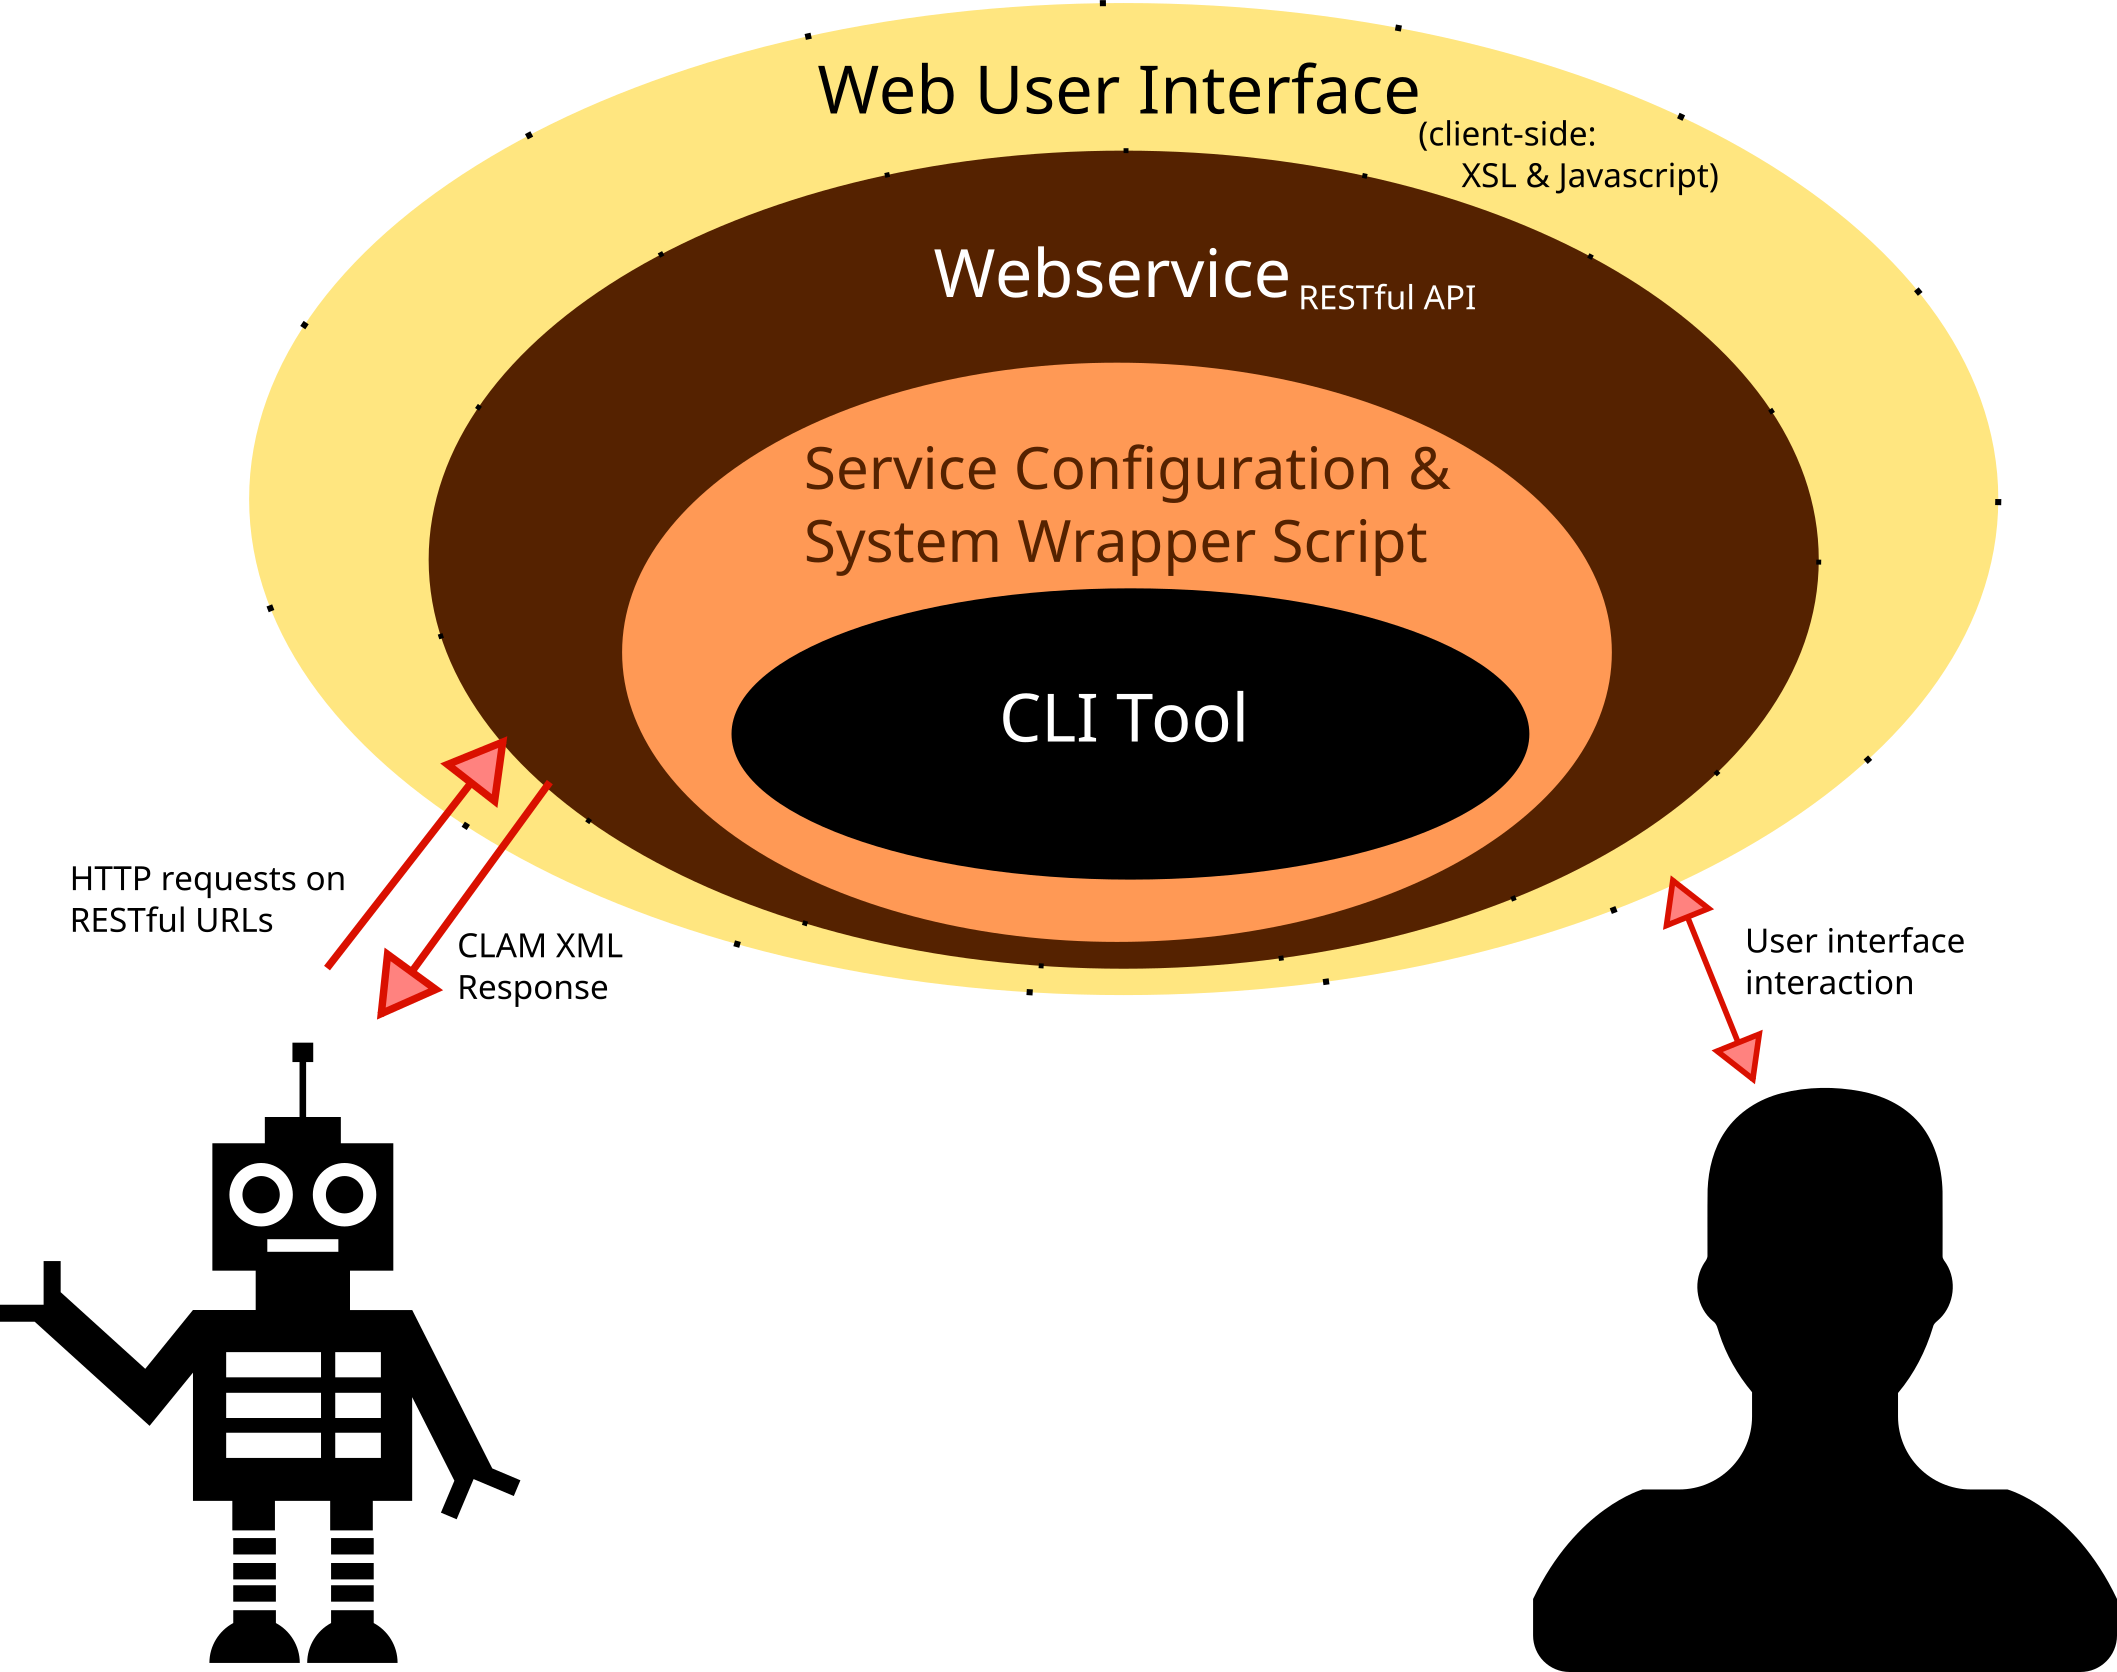 Web User Interface
(client-side:
XSL & Javascript)
Webservice RESTful API
Service Configuration &
System Wrapper Script
CLI Tool
HTTP requests on
RESTful URLs
CLAM XML
Response
User interface
interaction